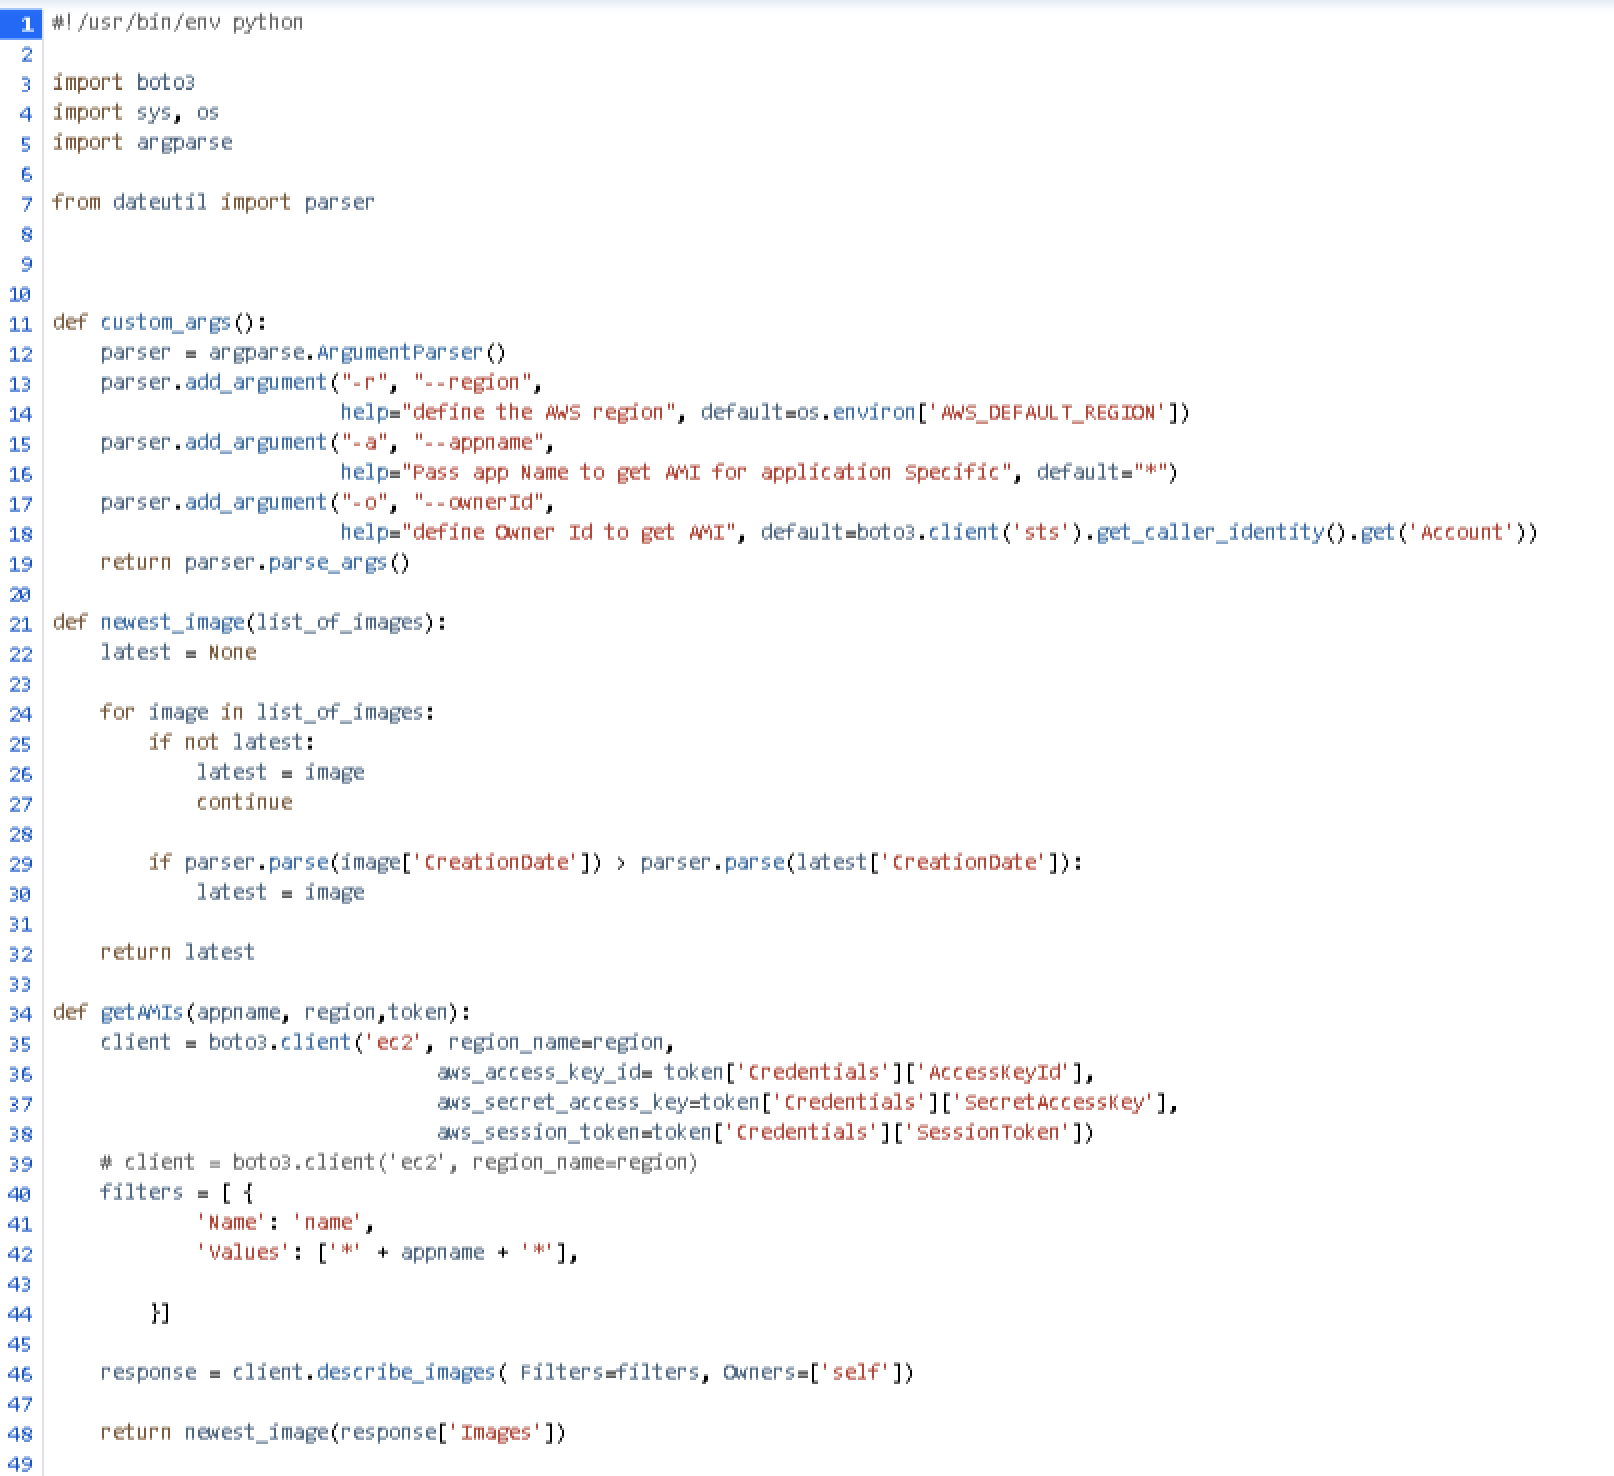 1 #!/usr/bin/env python
2
3 import boto3
4 import sys, os
5 import argparse
6
7 from dateutil import parser
8
9
10
11 def custom_args():
12     parser = argparse.ArgumentParser()
13     parser.add_argument("-r", "--region",
14                         help="define the AWS region", default=os.environ['AWS_DEFAULT_REGION'])
15     parser.add_argument("-a", "--appname",
16                         help="Pass app Name to get AMI for application Specific", default="*")
17     parser.add_argument("-o", "--ownerId",
18                         help="define Owner Id to get AMI", default=boto3.client('sts').get_caller_identity().get('Account'))
19     return parser.parse_args()
20
21 def newest_image(list_of_images):
22     latest = None
23
24     for image in list_of_images:
25         if not latest:
26             latest = image
27             continue
28
29         if parser.parse(image['CreationDate']) > parser.parse(latest['CreationDate']):
30             latest = image
31
32     return latest
33
34 def getAMIs(appname, region,token):
35     client = boto3.client('ec2', region_name=region,
36                                 aws_access_key_id= token['Credentials']['AccessKeyId'],
37                                 aws_secret_access_key=token['Credentials']['SecretAccessKey'],
38                                 aws_session_token=token['Credentials']['SessionToken'])
39     # client = boto3.client('ec2', region_name=region)
40     filters = [ {
41             'Name': 'name',
42             'Values': ['*' + appname + '*'],
43
44         }]
45
46     response = client.describe_images( Filters=filters, Owners=['self'])
47
48     return newest_image(response['Images'])
49